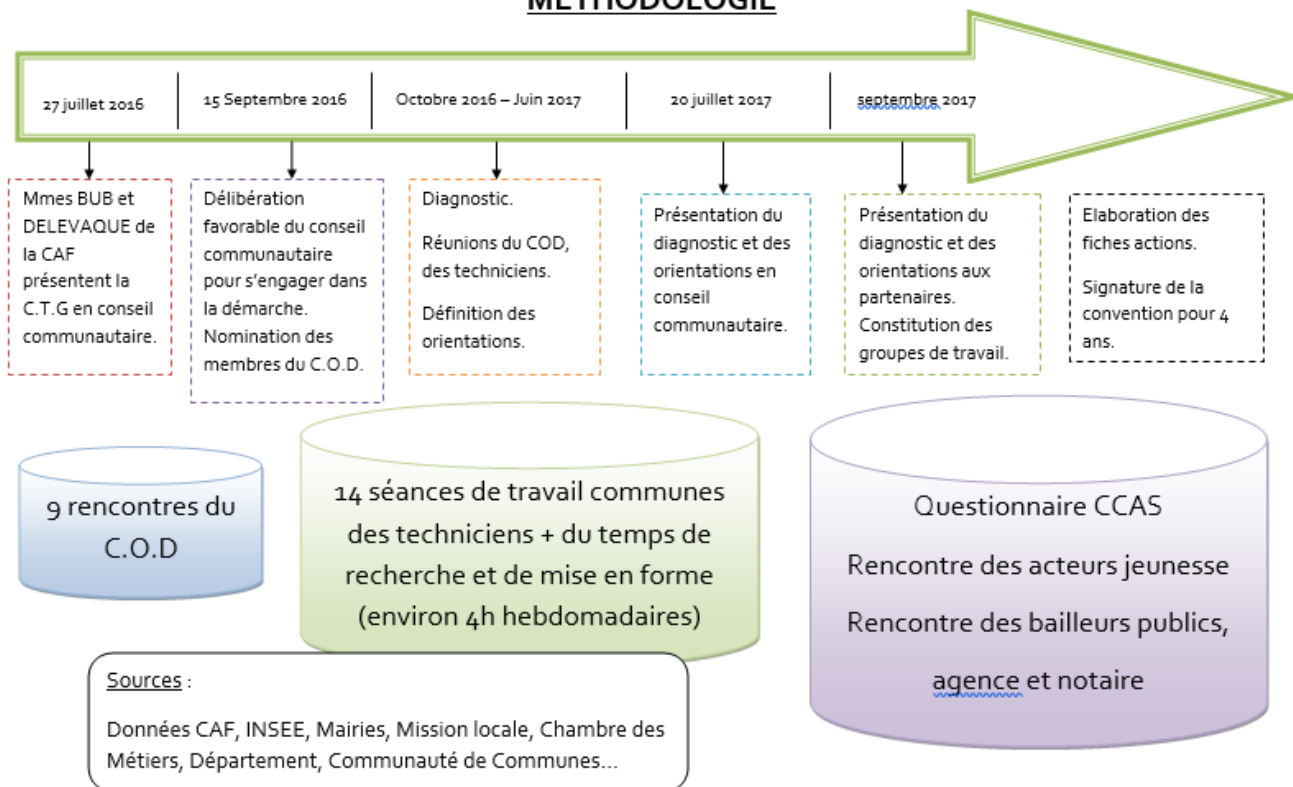 METHODOLOGIE
27 juillet 2016
15 Septembre 2016
Octobre 2016 – Juin 2017
20 juillet 2017
septembre 2017
Mmes BUB et
DELEVAQUE de
la CAF
présentent la
C.T.G en conseil
communautaire.
Délibération
favorable du conseil
communautaire
pour s’engager dans
la démarche.
Nomination des
membres du C.O.D.
Diagnostic.
Réunions du COD,
des techniciens.
Définition des
orientations.
Présentation du
diagnostic et des
orientations en
conseil
communautaire.
Présentation du
diagnostic et des
orientations aux
partenaires.
Constitution des
groupes de travail.
Elaboration des
fiches actions.
Signature de la
convention pour 4
ans.
9 rencontres du
C.O.D
14 séances de travail communes
des techniciens + du temps de
recherche et de mise en forme
(environ 4h hebdomadaires)
Questionnaire CCAS
Rencontre des acteurs jeunesse
Rencontre des bailleurs publics,
agence et notaire
Sources :
Données CAF, INSEE, Mairies, Mission locale, Chambre des
Métiers, Département, Communauté de Communes...